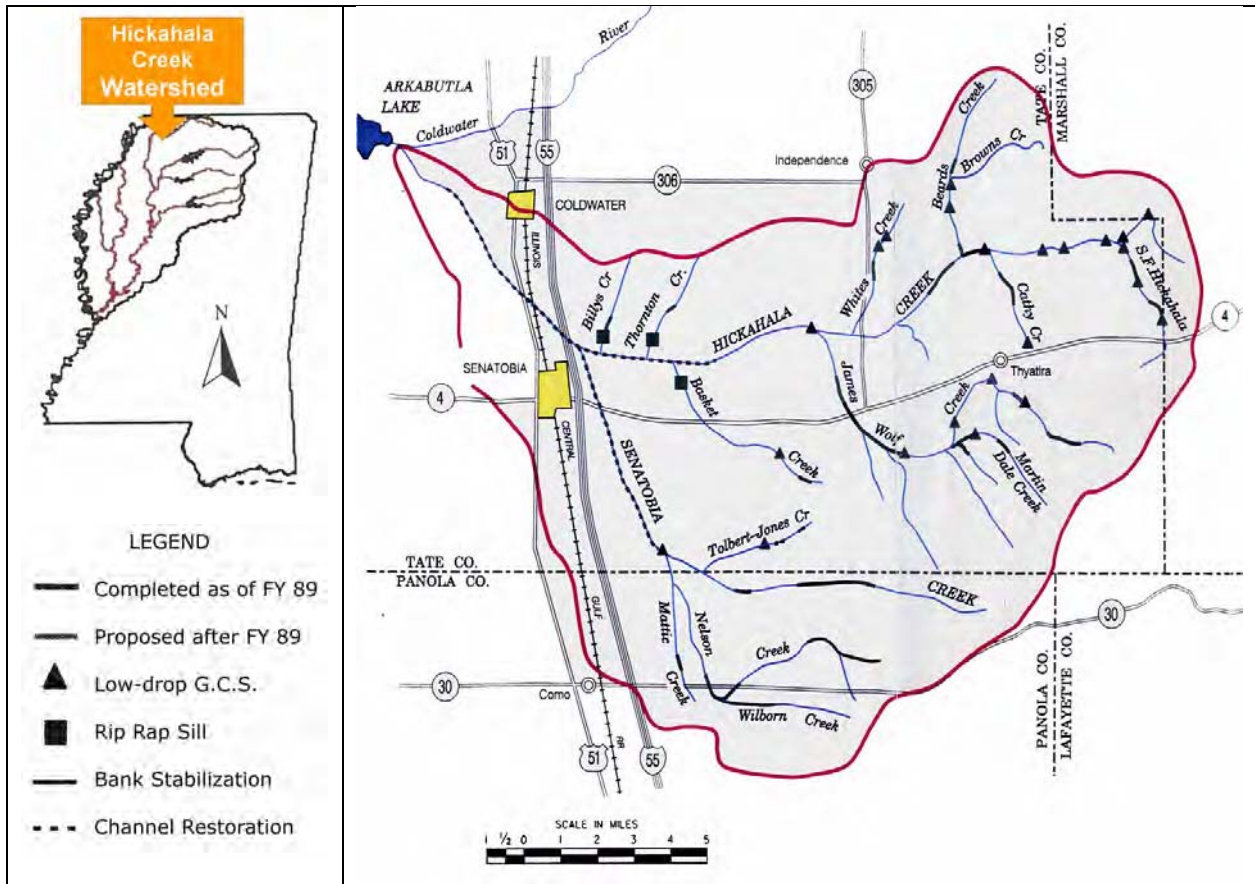 Hickahala
Creek
Watershed
N
LEGEND
Completed as of FY 89
Proposed after FY 89
Low-drop G.C.S.
Rip Rap Sill
Bank Stabilization
Channel Restoration
ARKABUTLA
LAKE
Coldwater
River
51
55
306
305
COLDWATER
ILLINOIS
Independence
Beards
Creek
Browns Cr
TATE CO.
MARSHALL CO.
Billys Cr
Thornton Cr.
Whites
Creek
HICKAHALA
CREEK
Cathy
Cr
S.F. Hickahala
4
Thyatira
SENATOBIA
4
CENTRAL
Basket
Creek
James
Wolf
Creek
Martin
Dale Creek
SENATOBIA
CREEK
Tolbert-Jones Cr
TATE CO.
PANOLA CO.
GULF
Mattic
Creek
Nelson
Creek
Wilborn
Creek
30
Como
30
PANOLA CO.
LAFAYETTE CO.
51
RR
55
SCALE IN MILES
1 ½ 0 1 2 3 4 5